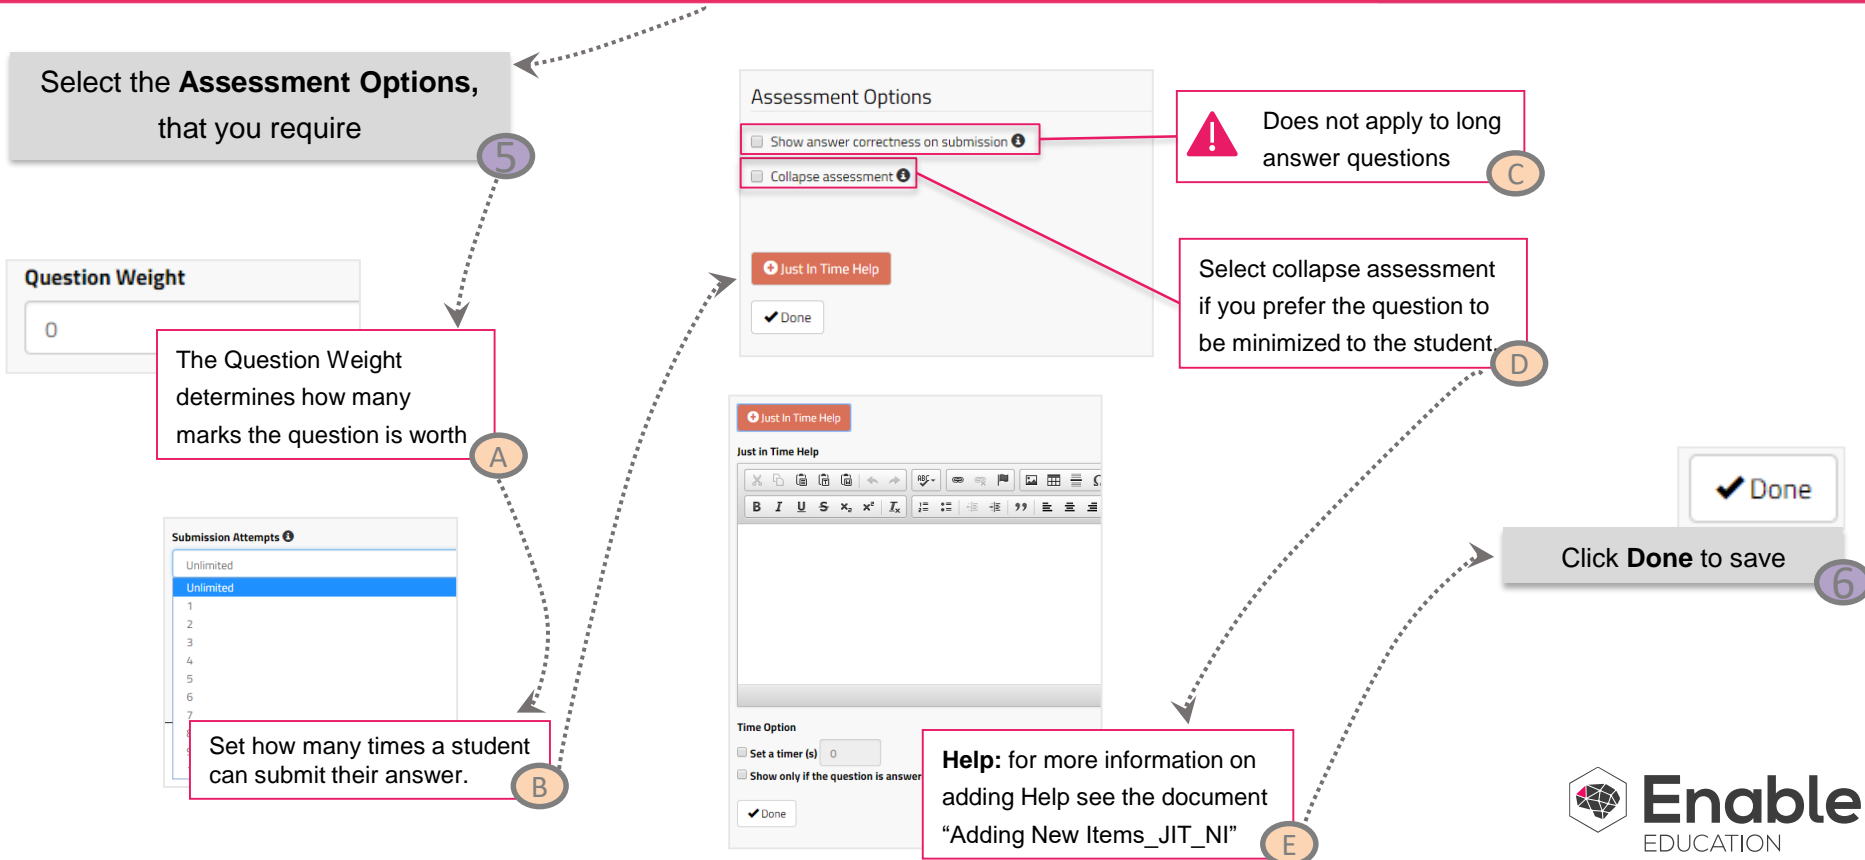 Select the Assessment Options,
that you require
5
Question Weight
0
The Question Weight
determines how many
marks the question is worth
A
Submission Attempts
Unlimited
Unlimited
1
2
3
4
5
6
7
Set how many times a student
can submit their answer.
B
Assessment Options
Show answer correctness on submission
Collapse assessment
Just In Time Help
Done
Does not apply to long
answer questions
C
Select collapse assessment
if you prefer the question to
be minimized to the student.
D
Just In Time Help
Just in Time Help
ABC
B I U S x₂ x² Ix
Time Option
Set a timer (s) 0
Show only if the question is answer
Done
Help: for more information on
adding Help see the document
“Adding New Items_JIT_NI”
E
Done
Click Done to save
6
Enable
EDUCATION